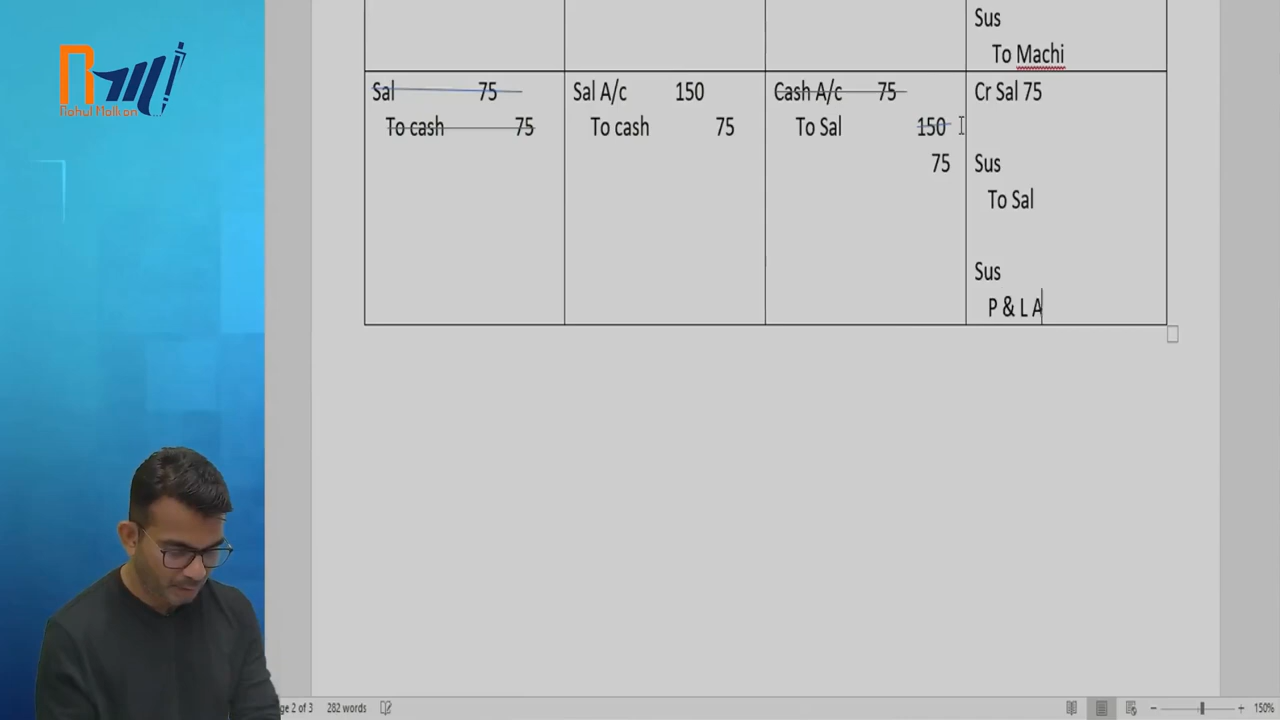 Rahul Malkan
Sus
To Machi
Sal 75
To cash 75
Sal A/c 150
To cash 75
Cash A/c 75
To Sal 150
75
Cr Sal 75
Sus
To Sal
Sus
P & L A
age 2 of 3 282 words 150%